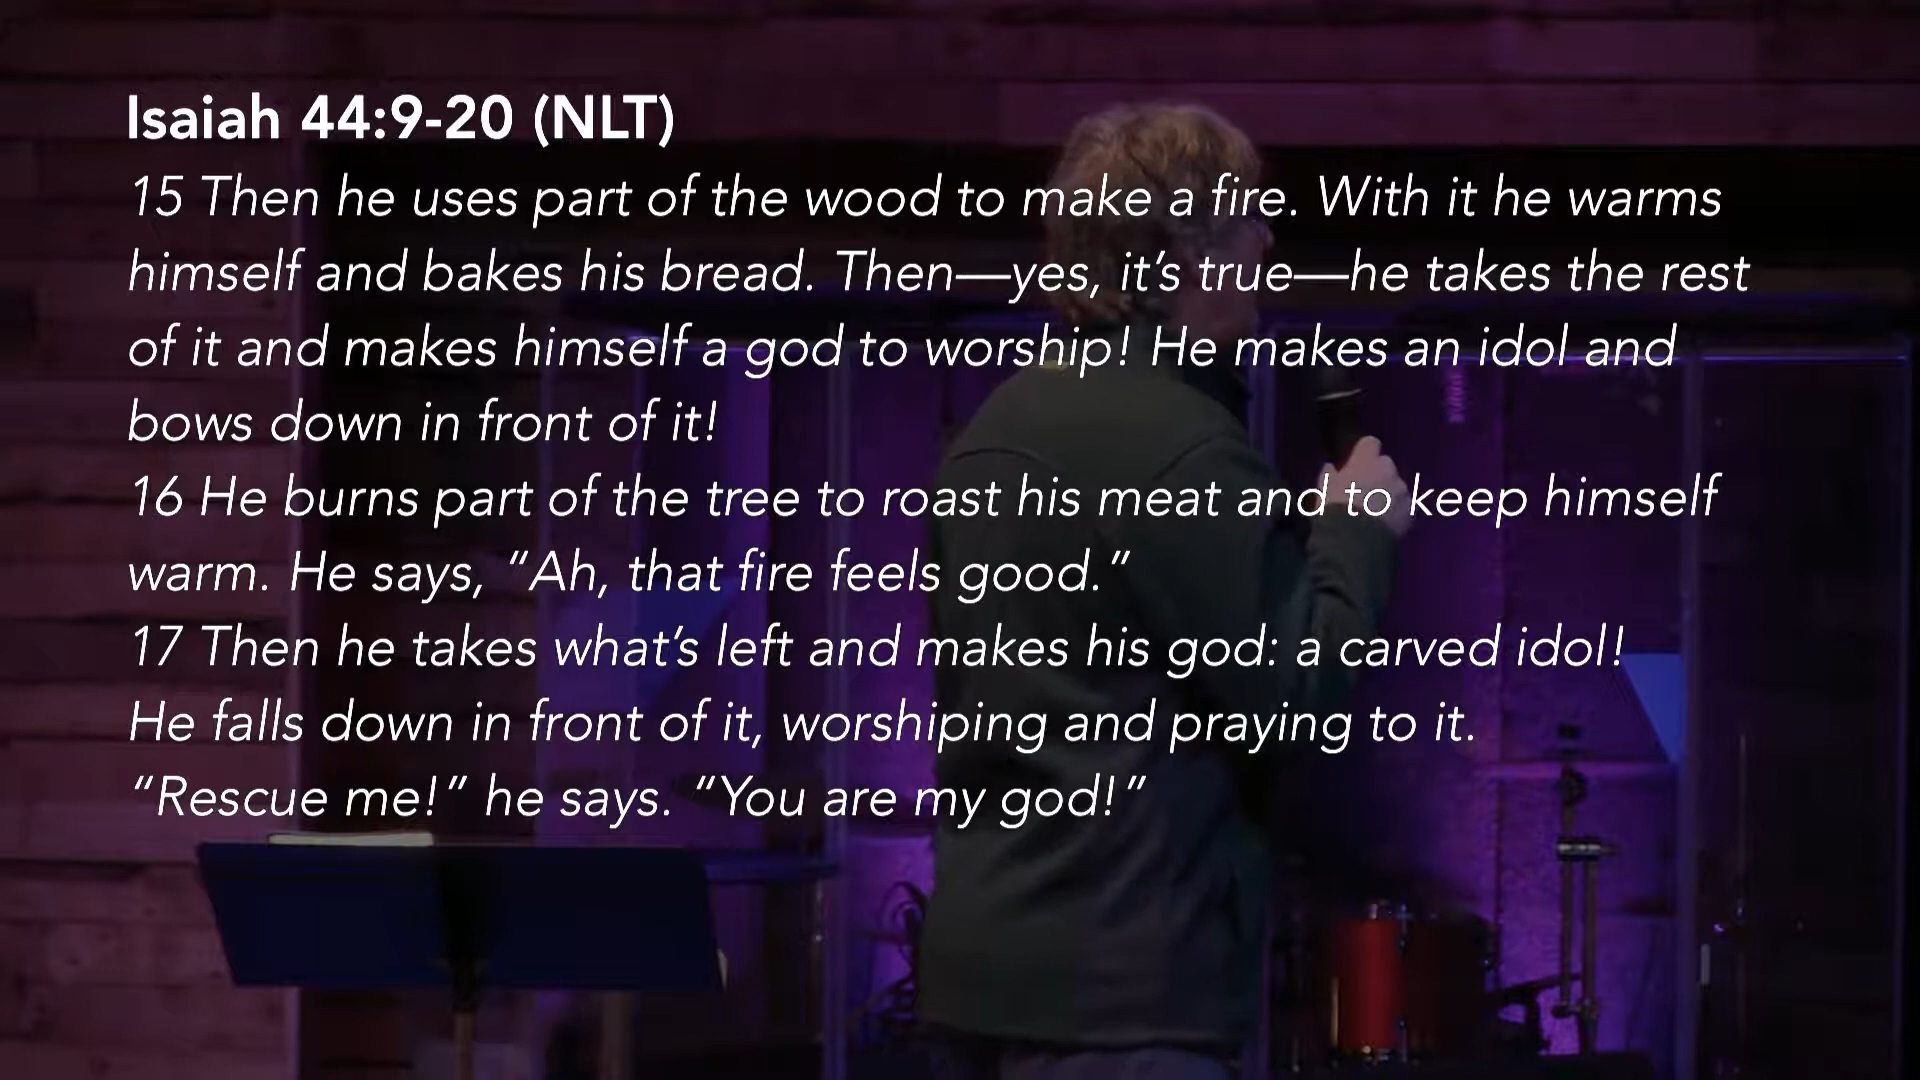 Isaiah 44:9-20 (NLT)
15 Then he uses part of the wood to make a fire. With it he warms
himself and bakes his bread. Then—yes, it’s true—he takes the rest
of it and makes himself a god to worship! He makes an idol and
bows down in front of it!
16 He burns part of the tree to roast his meat and to keep himself
warm. He says, “Ah, that fire feels good.”
17 Then he takes what’s left and makes his god: a carved idol!
He falls down in front of it, worshiping and praying to it.
“Rescue me!” he says. “You are my god!”